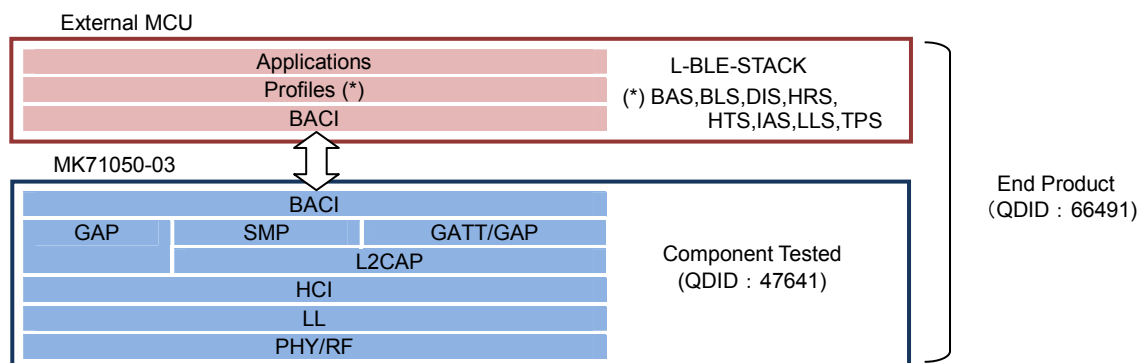 External MCU
Applications
Profiles (*)
BACI
L-BLE-STACK
(*) BAS,BLS,DIS,HRS,
HTS,IAS,LLS,TPS
MK71050-03
BACI
GAP
SMP
GATT/GAP
L2CAP
HCI
LL
PHY/RF
Component Tested
(QDID：47641)
End Product
（QDID：66491)